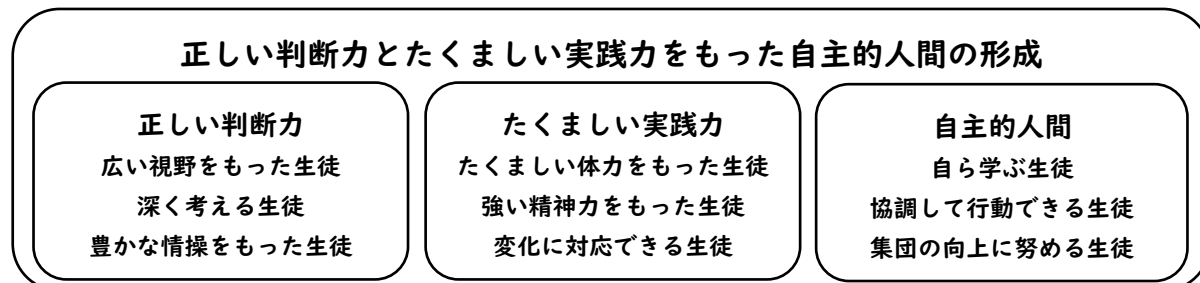 正しい判断力とたくましい実践力をもった自主的人間の形成
正しい判断力
広い視野をもった生徒
深く考える生徒
豊かな情操をもった生徒
たくましい実践力
たくましい体力をもった生徒
強い精神力をもった生徒
変化に対応できる生徒
自主的人間
自ら学ぶ生徒
協調して行動できる生徒
集団の向上に努める生徒